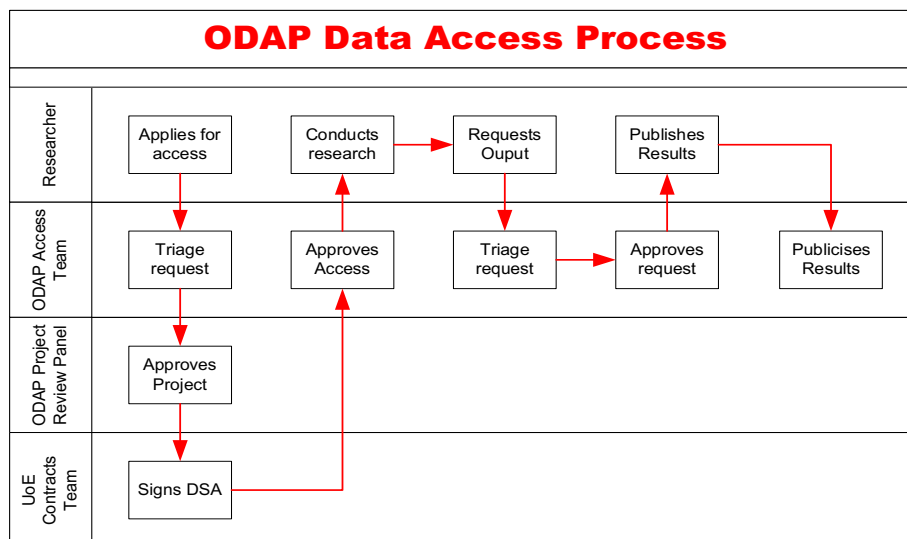 ODAP Data Access Process
Researcher
Applies for
access
Conducts
research
Requests
Ouput
Publishes
Results
ODAP Access
Team
Triage
request
Approves
Access
Triage
request
Approves
request
Publicises
Results
ODAP Project
Review Panel
Approves
Project
UoE
Contracts
Team
Signs DSA